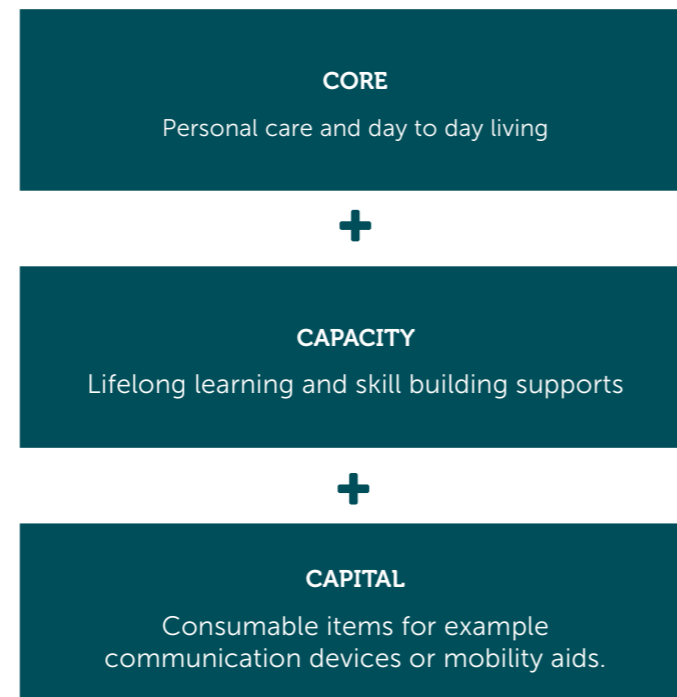 CORE
Personal care and day to day living
+
CAPACITY
Lifelong learning and skill building supports
+
CAPITAL
Consumable items for example
communication devices or mobility aids.